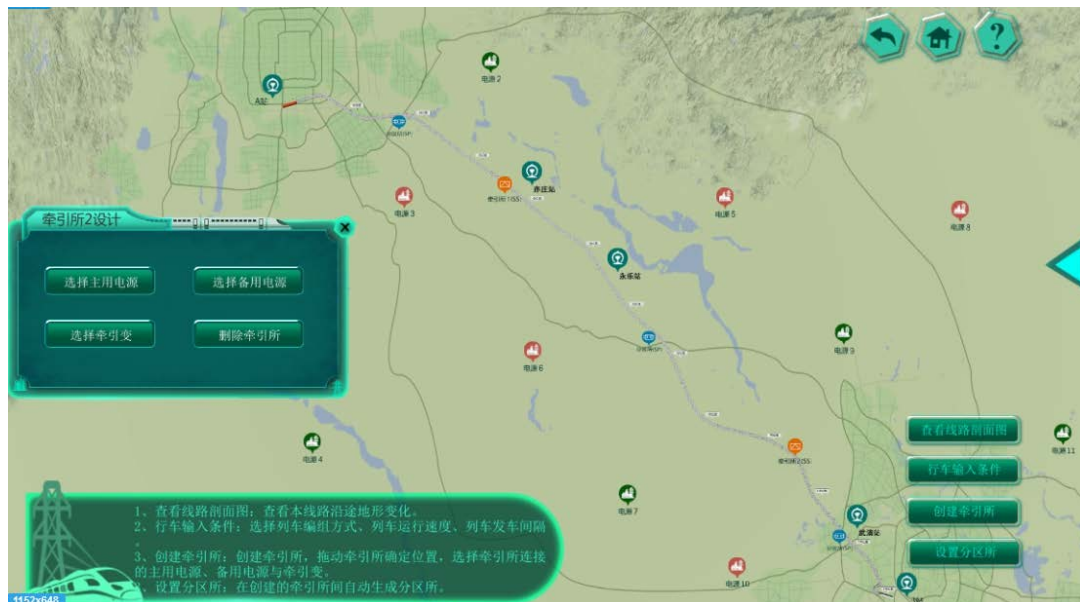 电源2
A站
分区所(SP)
亦庄站
牵引所1(SS)
电源3
电源5
电源8
牵引所2设计
选择主用电源
选择备用电源
选择牵引变
删除牵引所
永乐站
分区所(SP)
电源6
电源9
查看线路剖面图
电源4
牵引所2(SS)
电源11
行车输入条件
电源7
创建牵引所
武清站
设置分区所
电源10
1、查看线路剖面图：查看本线路沿途地形变化。
2、行车输入条件：选择列车编组方式、列车运行速度、列车发车间隔
。
3、创建牵引所：创建牵引所，拖动牵引所确定位置，选择牵引所连接
的主用电源、备用电源与牵引变。
、设置分区所：在创建的牵引所间自动生成分区所。
1152x648